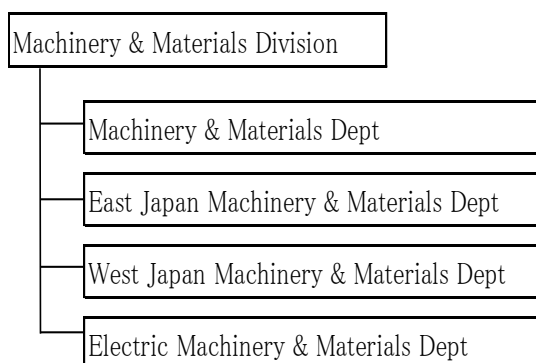 Machinery & Materials Division
Machinery & Materials Dept
East Japan Machinery & Materials Dept
West Japan Machinery & Materials Dept
Electric Machinery & Materials Dept